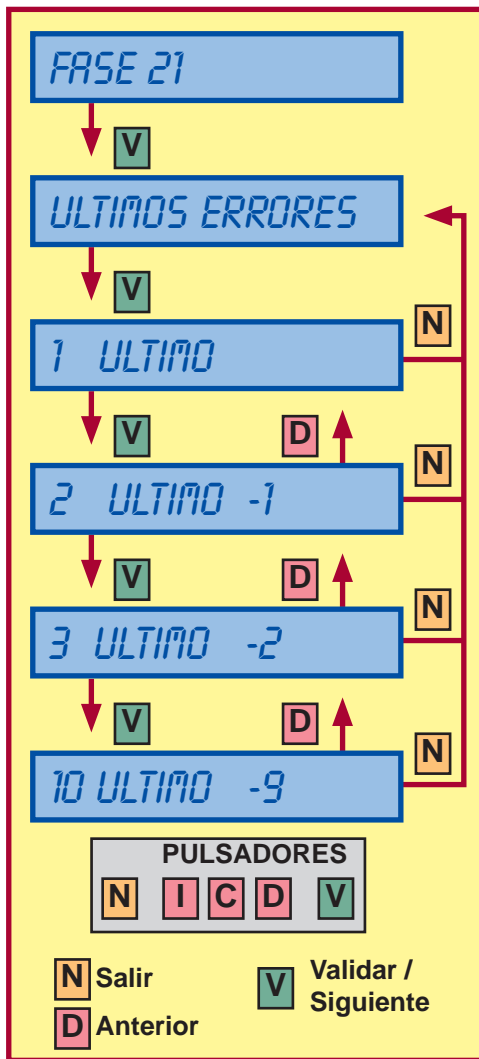 FASE 21
V
ULTIMOS ERRORES
V
N
1 ULTIMO
V D
N
2 ULTIMO -1
V D
N
3 ULTIMO -2
V D
N
10 ULTIMO -9
PULSADORES
N I C D V
N Salir
V Validar / Siguiente
D Anterior